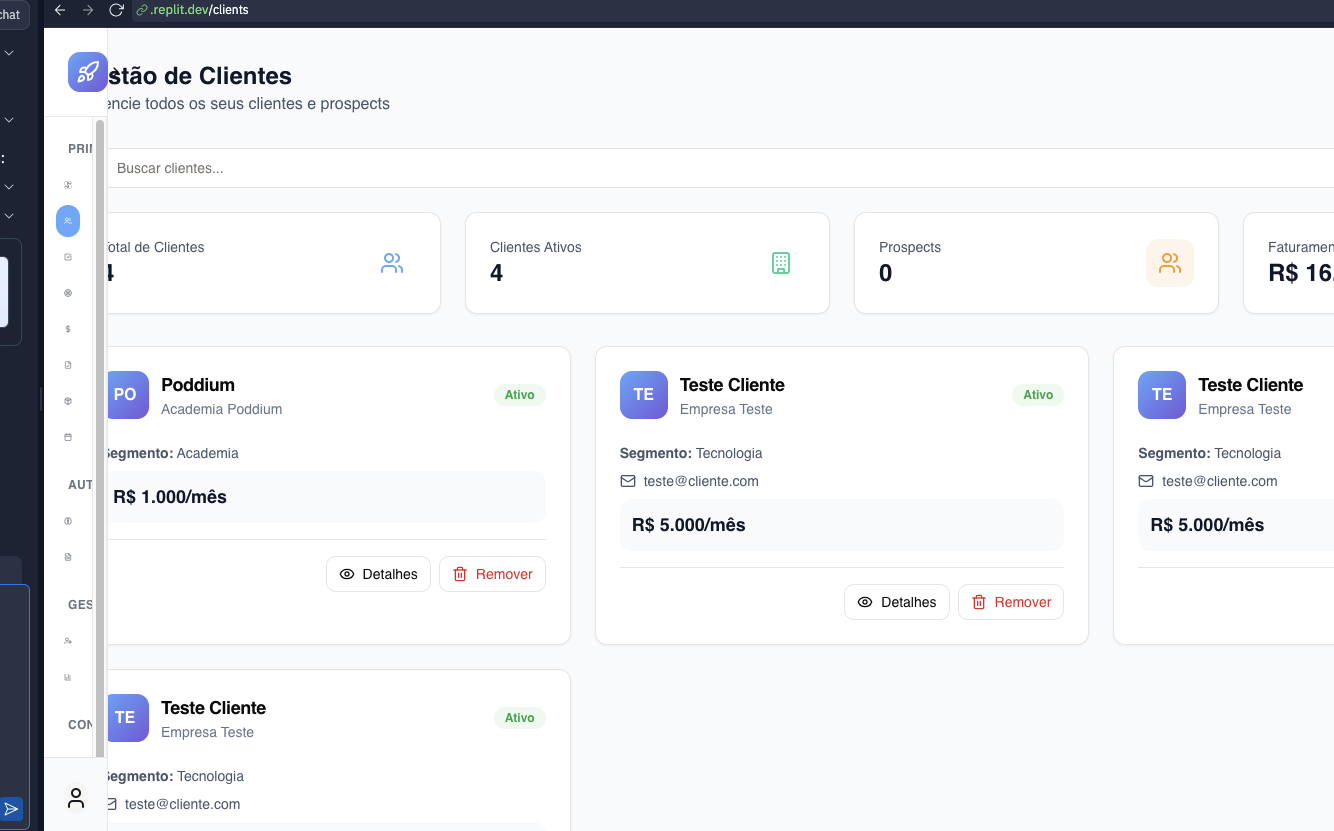 chat
.replit.dev/clients
stão de Clientes
encie todos os seus clientes e prospects
PRI
Buscar clientes...
otal de Clientes
4
Clientes Ativos
4
Prospects
0
Faturamen
R$ 16.
PO
Poddium
Academia Poddium
Ativo
Segmento: Academia
R$ 1.000/mês
Detalhes
Remover
TE
Teste Cliente
Empresa Teste
Ativo
Segmento: Tecnologia
teste@cliente.com
R$ 5.000/mês
Detalhes
Remover
TE
Teste Cliente
Empresa Teste
Segmento: Tecnologia
teste@cliente.com
R$ 5.000/mês
AUT
GES
CON
TE
Teste Cliente
Empresa Teste
Ativo
Segmento: Tecnologia
teste@cliente.com